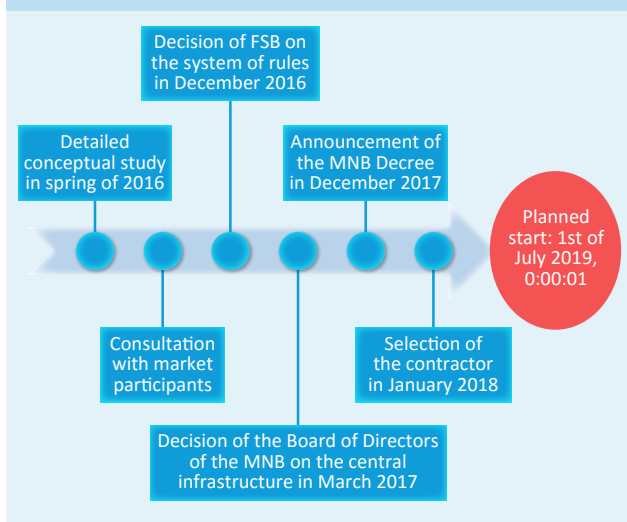 Decision of FSB on
the system of rules
in December 2016
Detailed
conceptual study
in spring of 2016
Announcement of
the MNB Decree
in December 2017
Planned
start: 1st of
July 2019,
0:00:01
Consultation
with market
participants
Selection of
the contractor
in January 2018
Decision of the Board of Directors
of the MNB on the central
infrastructure in March 2017